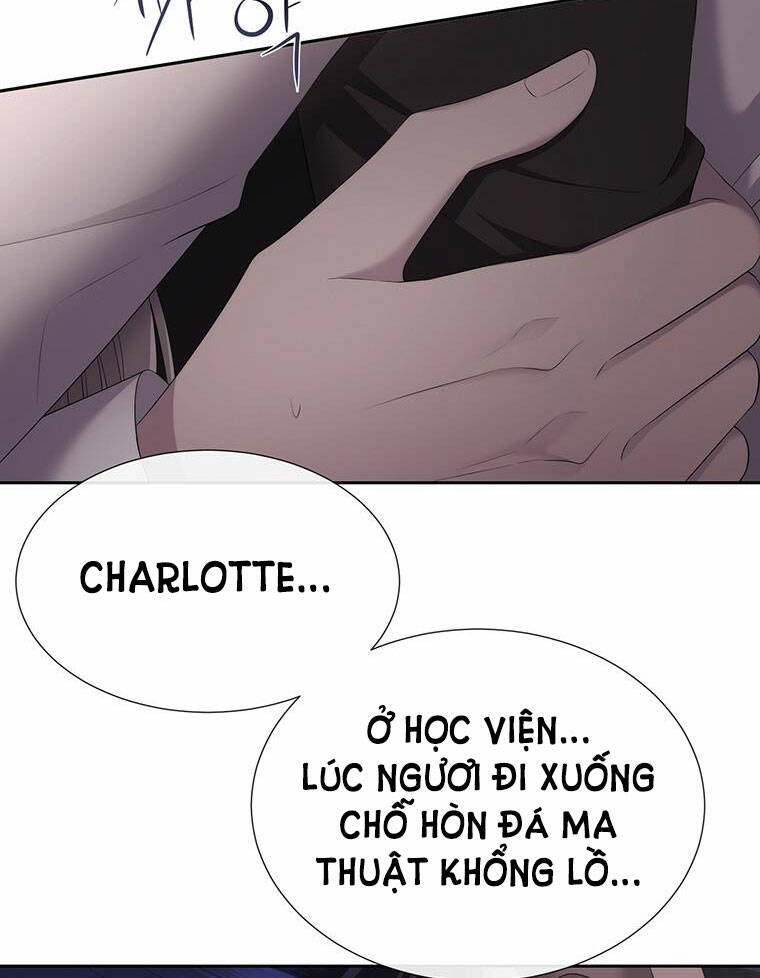 CHARLOTTE...
Ở HỌC VIỆN...
LÚC NGƯƠI ĐI XUỐNG
CHỖ HÒN ĐÁ MA
THUẬT KHỔNG LỒ...